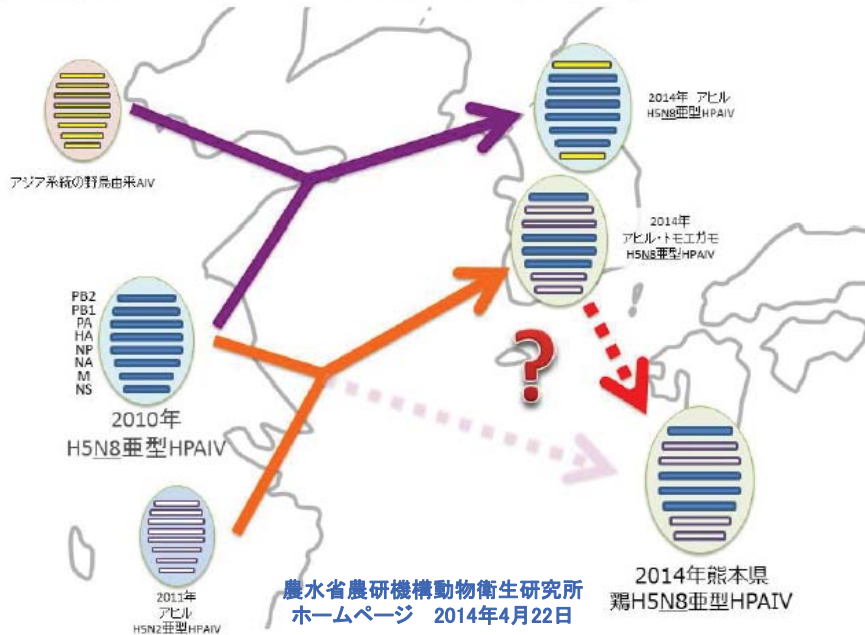 アジア系統の野鳥由来AIV
2014年 アヒル
H5N8亜型HPAIV
2014年
アヒル・トモエガモ
H5N8亜型HPAIV
PB2
PB1
PA
HA
NP
NA
M
NS
2010年
H5N8亜型HPAIV
?
2011年
アヒル
H5N2亜型HPAIV
2014年熊本県
鶏H5N8亜型HPAIV
農水省農研機構動物衛生研究所
ホームページ 2014年4月22日